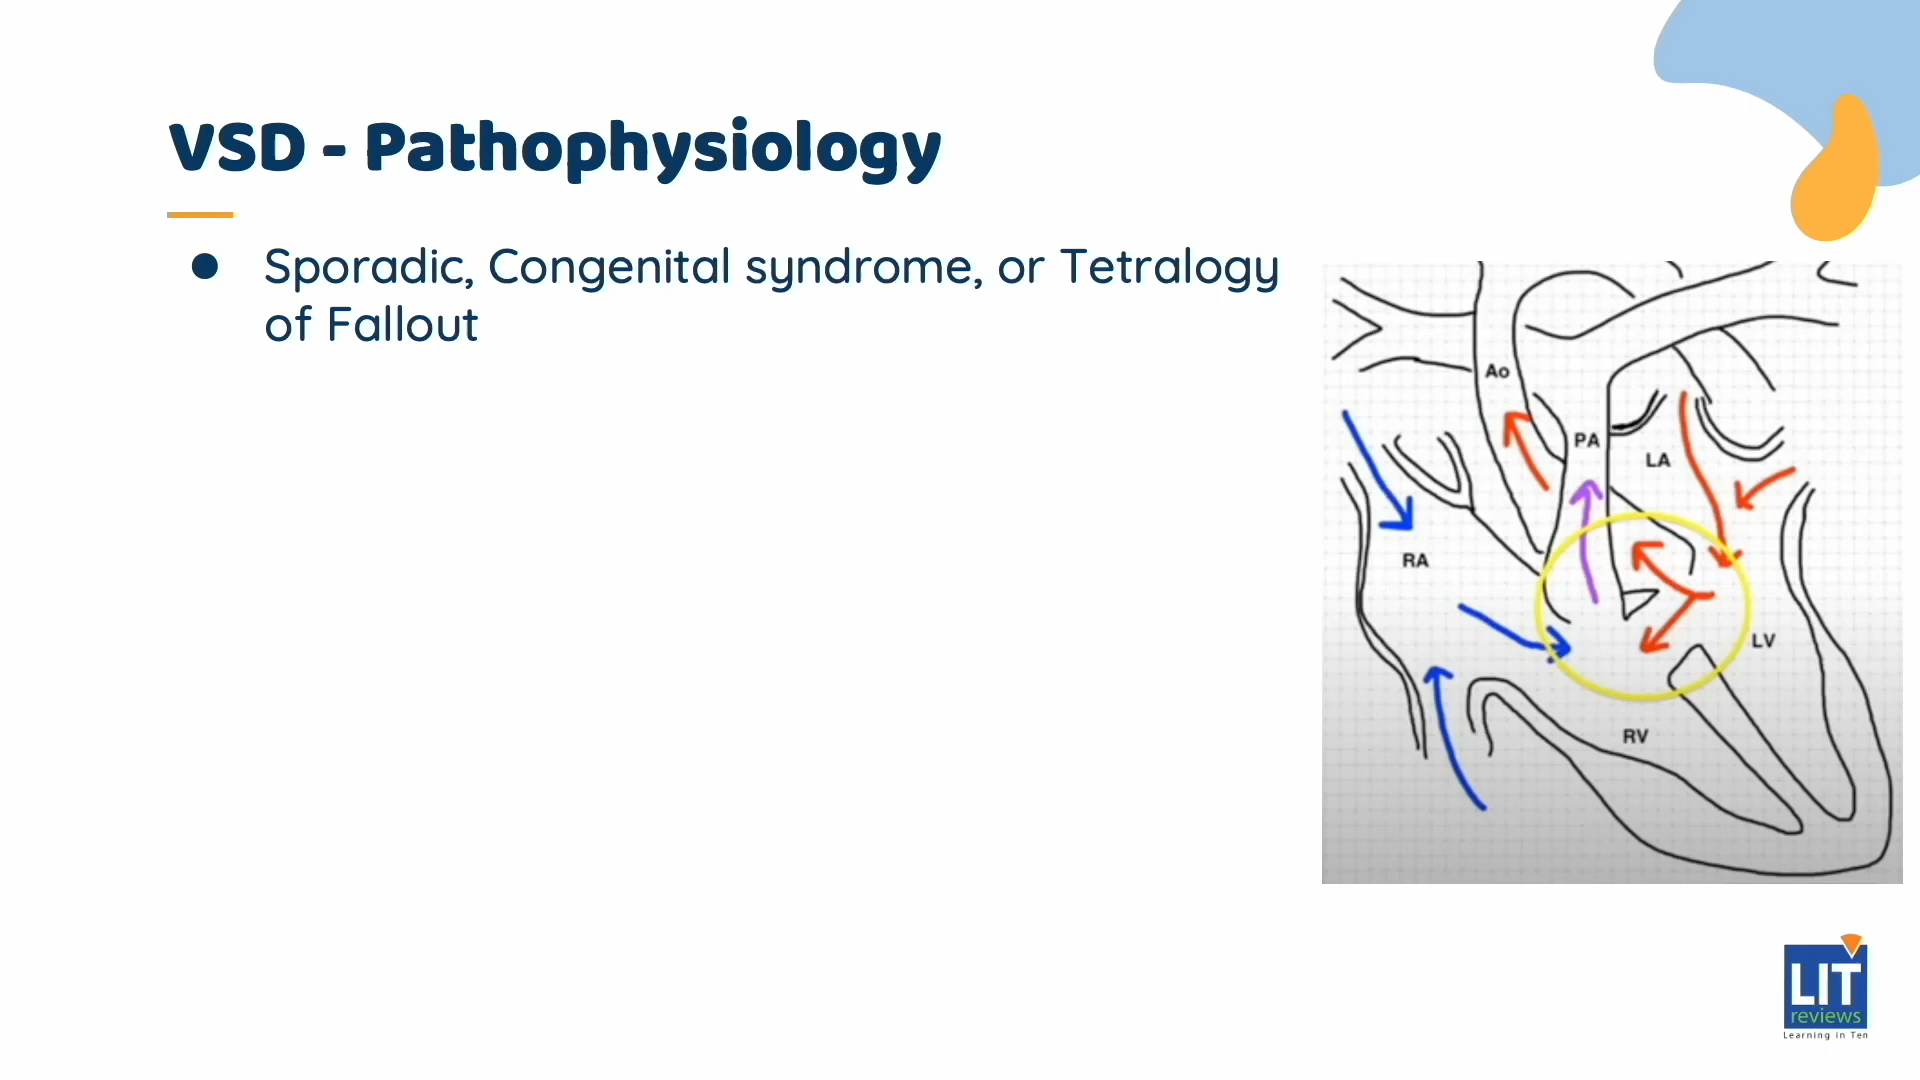 VSD - Pathophysiology
● Sporadic, Congenital syndrome, or Tetralogy
of Fallout
Ao
PA
LA
RA
LV
RV
LIT
reviews
Learning in Ten